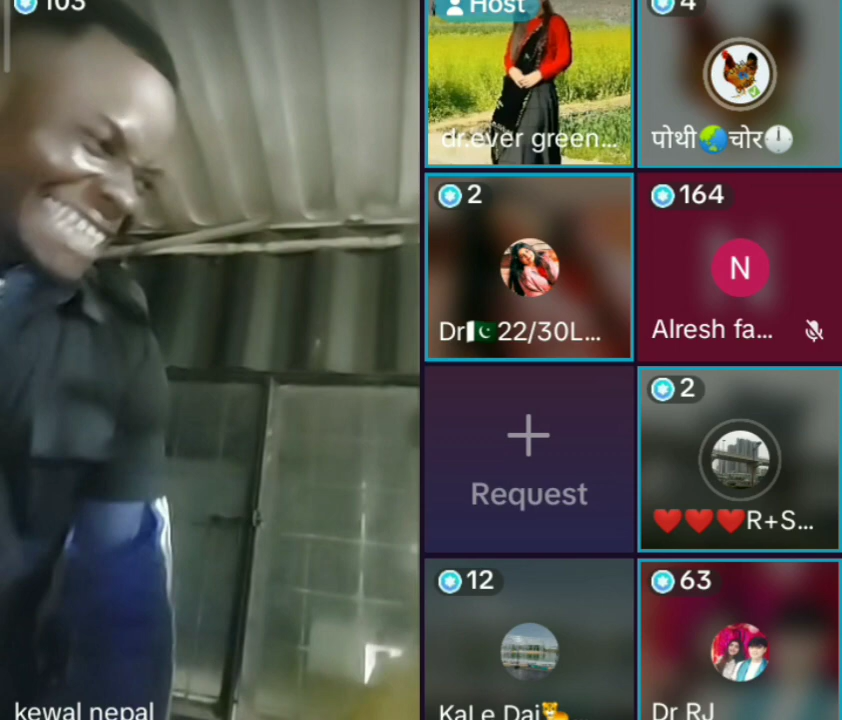 103
Host
4
dr.ever green...
पोथी🌏चोर🕛
2
164
Dr🇵🇰22/30L...
N
Alresh fa...
2
Request
❤️❤️❤️R+S...
12
63
kewal nepal
Kal e Dai🐯...
Dr RJ